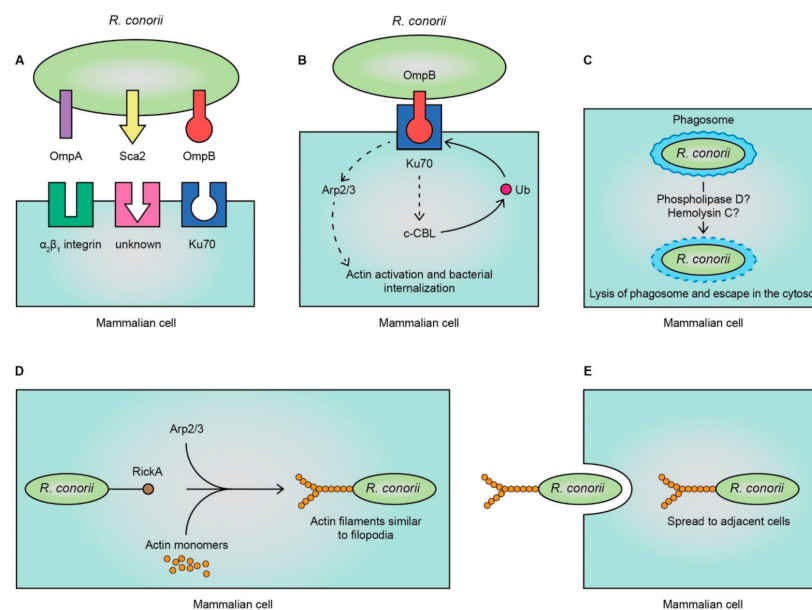 R. conorii
A
OmpA
Sca2
OmpB
α2β1 integrin
unknown
Ku70
Mammalian cell
R. conorii
B
OmpB
Ku70
Arp2/3
Ub
c-CBL
Actin activation and bacterial
internalization
Mammalian cell
C
Phagosome
R. conorii
Phospholipase D?
Hemolysin C?
R. conorii
Lysis of phagosome and escape in the cytoso
Mammalian cell
D
Arp2/3
RickA
R. conorii
R. conorii
Actin monomers
Actin filaments similar
to filopodia
Mammalian cell
E
R. conorii
R. conorii
Spread to adjacent cells
Mammalian cell